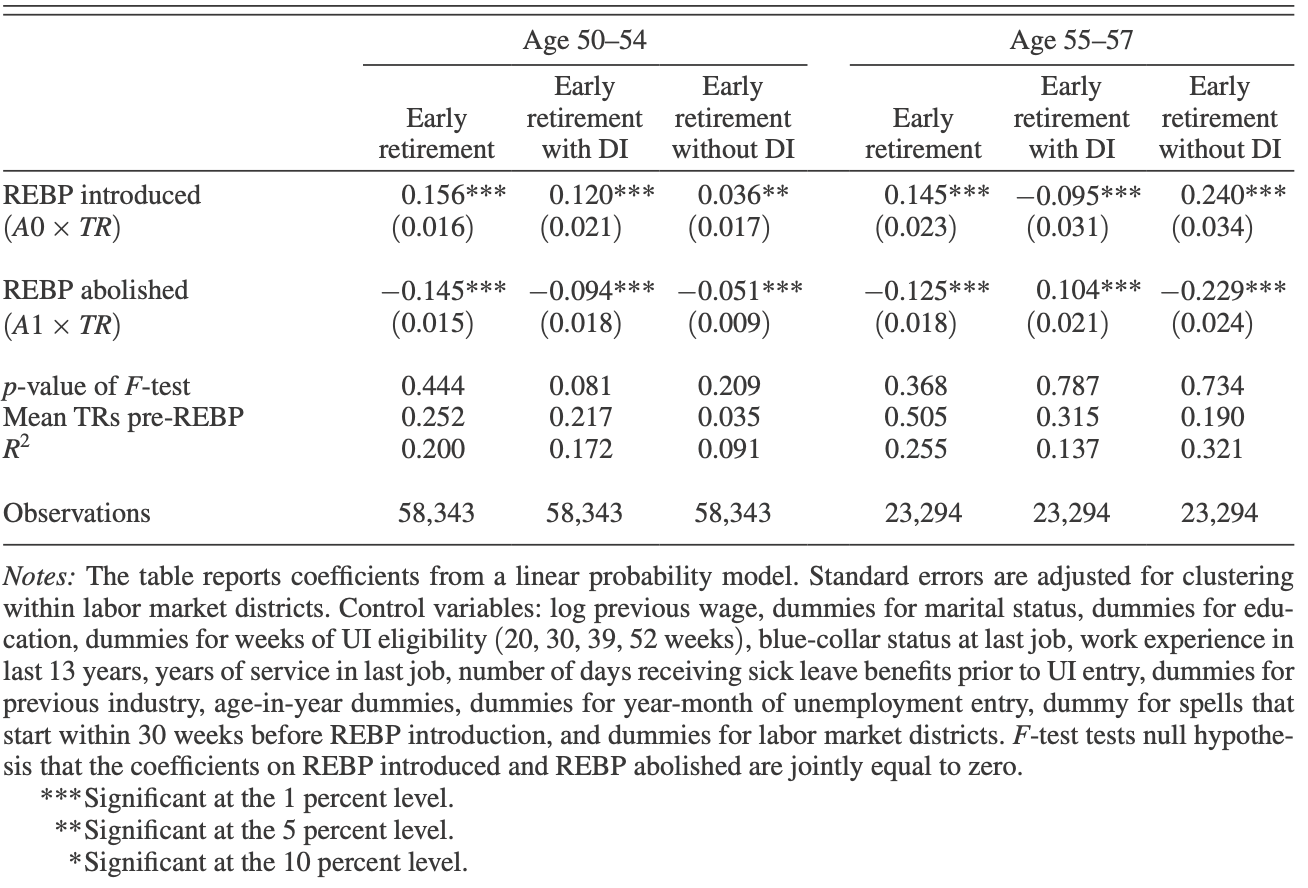 Age 50–54 Age 55–57
Early retirement Early retirement with DI Early retirement without DI Early retirement Early retirement with DI Early retirement without DI
REBP introduced 0.156*** 0.120*** 0.036** 0.145*** −0.095*** 0.240***
(A0 × TR) (0.016) (0.021) (0.017) (0.023) (0.031) (0.034)
REBP abolished −0.145*** −0.094*** −0.051*** −0.125*** 0.104*** −0.229***
(A1 × TR) (0.015) (0.018) (0.009) (0.018) (0.021) (0.024)
p-value of F-test 0.444 0.081 0.209 0.368 0.787 0.734
Mean TRs pre-REBP 0.252 0.217 0.035 0.505 0.315 0.190
R² 0.200 0.172 0.091 0.255 0.137 0.321
Observations 58,343 58,343 58,343 23,294 23,294 23,294
Notes: The table reports coefficients from a linear probability model. Standard errors are adjusted for clustering
within labor market districts. Control variables: log previous wage, dummies for marital status, dummies for edu-
cation, dummies for weeks of UI eligibility (20, 30, 39, 52 weeks), blue-collar status at last job, work experience in
last 13 years, years of service in last job, number of days receiving sick leave benefits prior to UI entry, dummies for
previous industry, age-in-year dummies, dummies for year-month of unemployment entry, dummy for spells that
start within 30 weeks before REBP introduction, and dummies for labor market districts. F-test tests null hypothe-
sis that the coefficients on REBP introduced and REBP abolished are jointly equal to zero.
***Significant at the 1 percent level.
**Significant at the 5 percent level.
*Significant at the 10 percent level.